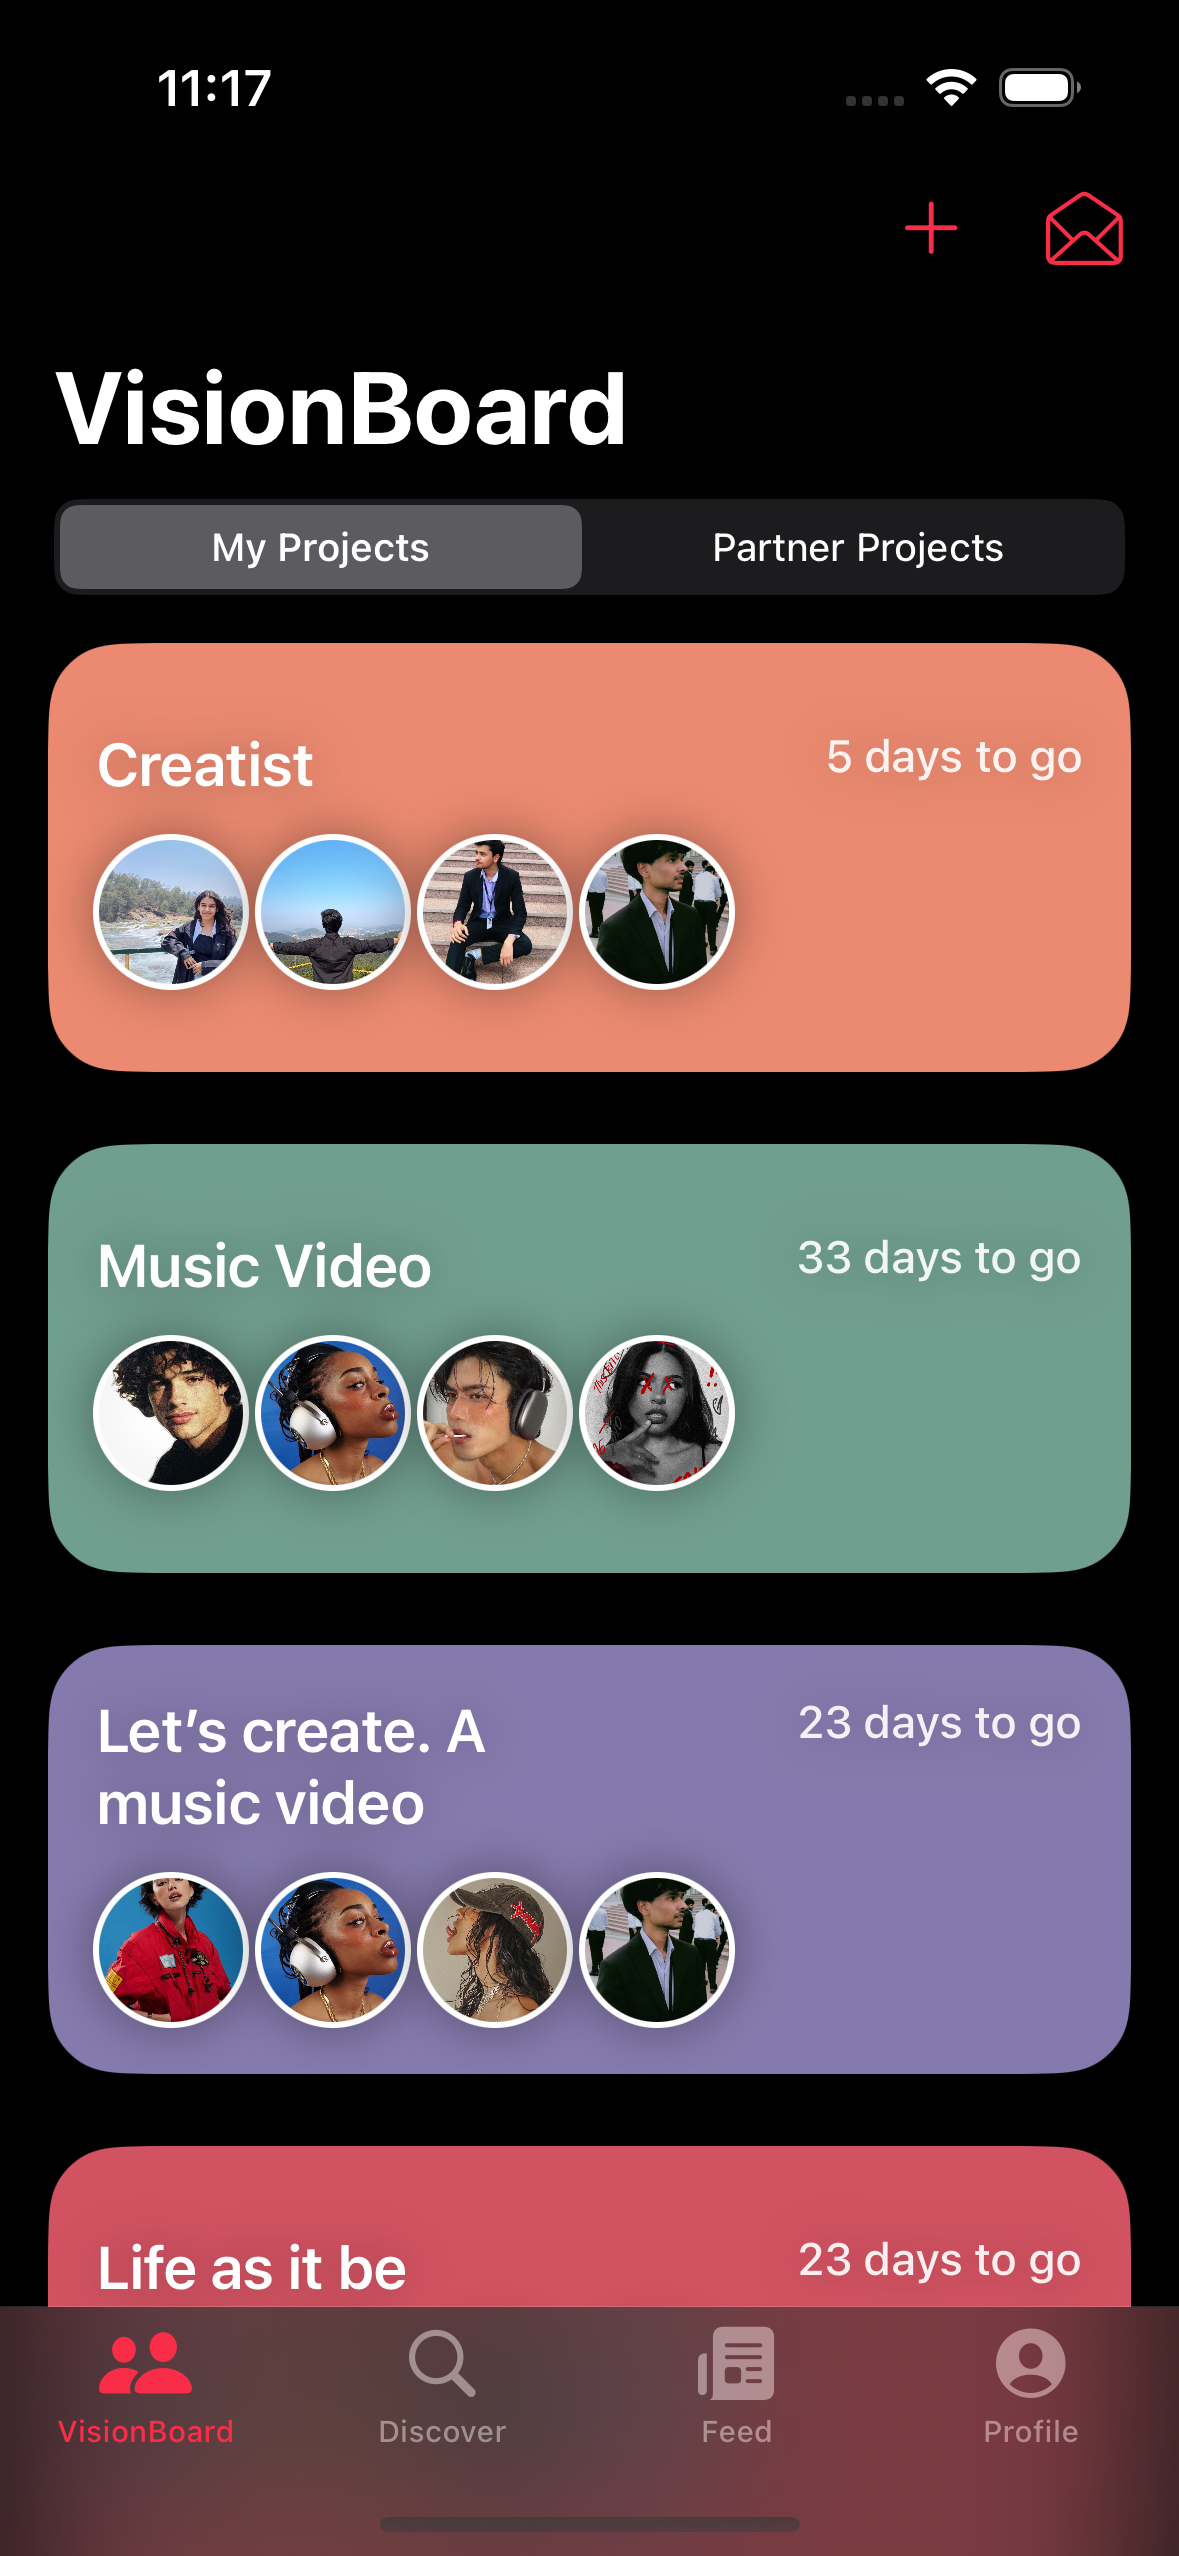 11:17
VisionBoard
My Projects
Partner Projects
Creatist
5 days to go
Music Video
33 days to go
Let’s create. A
music video
23 days to go
Life as it be
23 days to go
VisionBoard
Discover
Feed
Profile